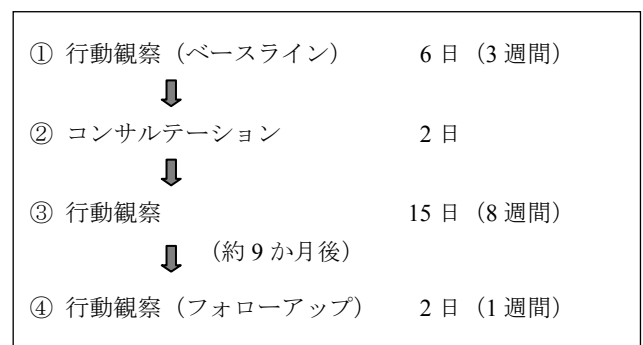 ① 行動観察（ベースライン） 6 日（3 週間）
② コンサルテーション 2 日
③ 行動観察 15 日（8 週間）
（約 9 か月後）
④ 行動観察（フォローアップ） 2 日（1 週間）